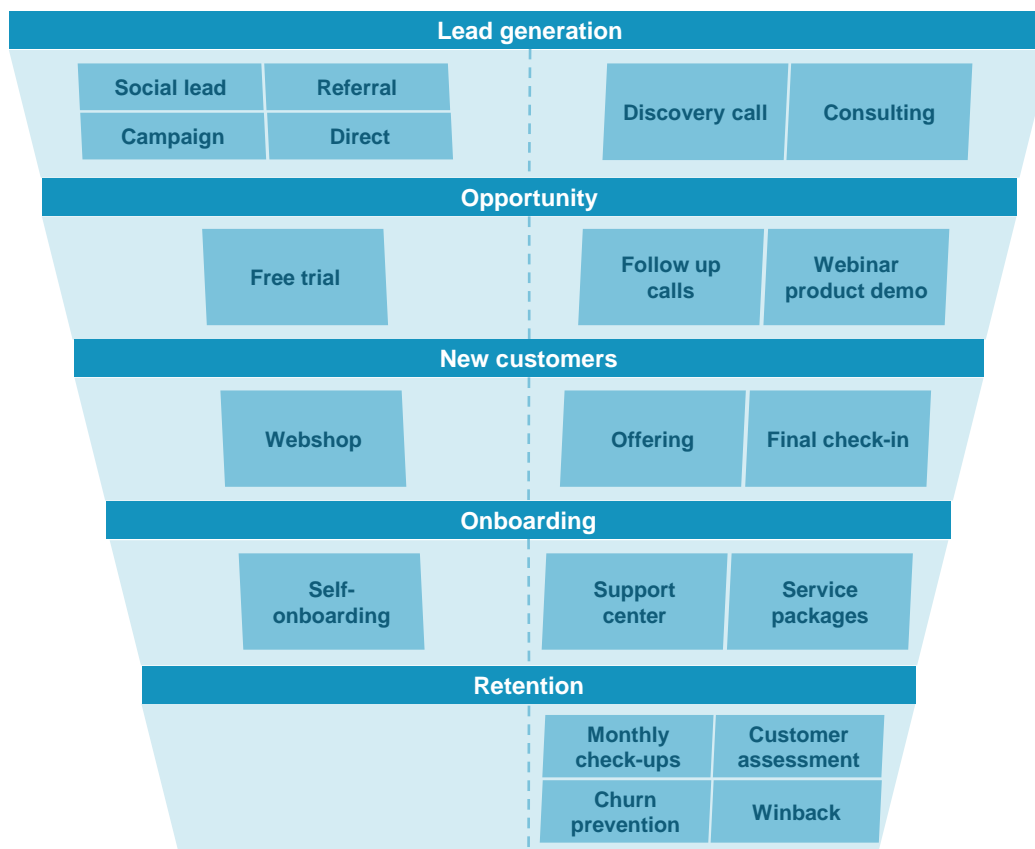 Lead generation
Social lead
Referral
Campaign
Direct
Discovery call
Consulting
Opportunity
Free trial
Follow up
calls
Webinar
product demo
New customers
Webshop
Offering
Final check-in
Onboarding
Self-
onboarding
Support
center
Service
packages
Retention
Monthly
check-ups
Customer
assessment
Churn
prevention
Winback